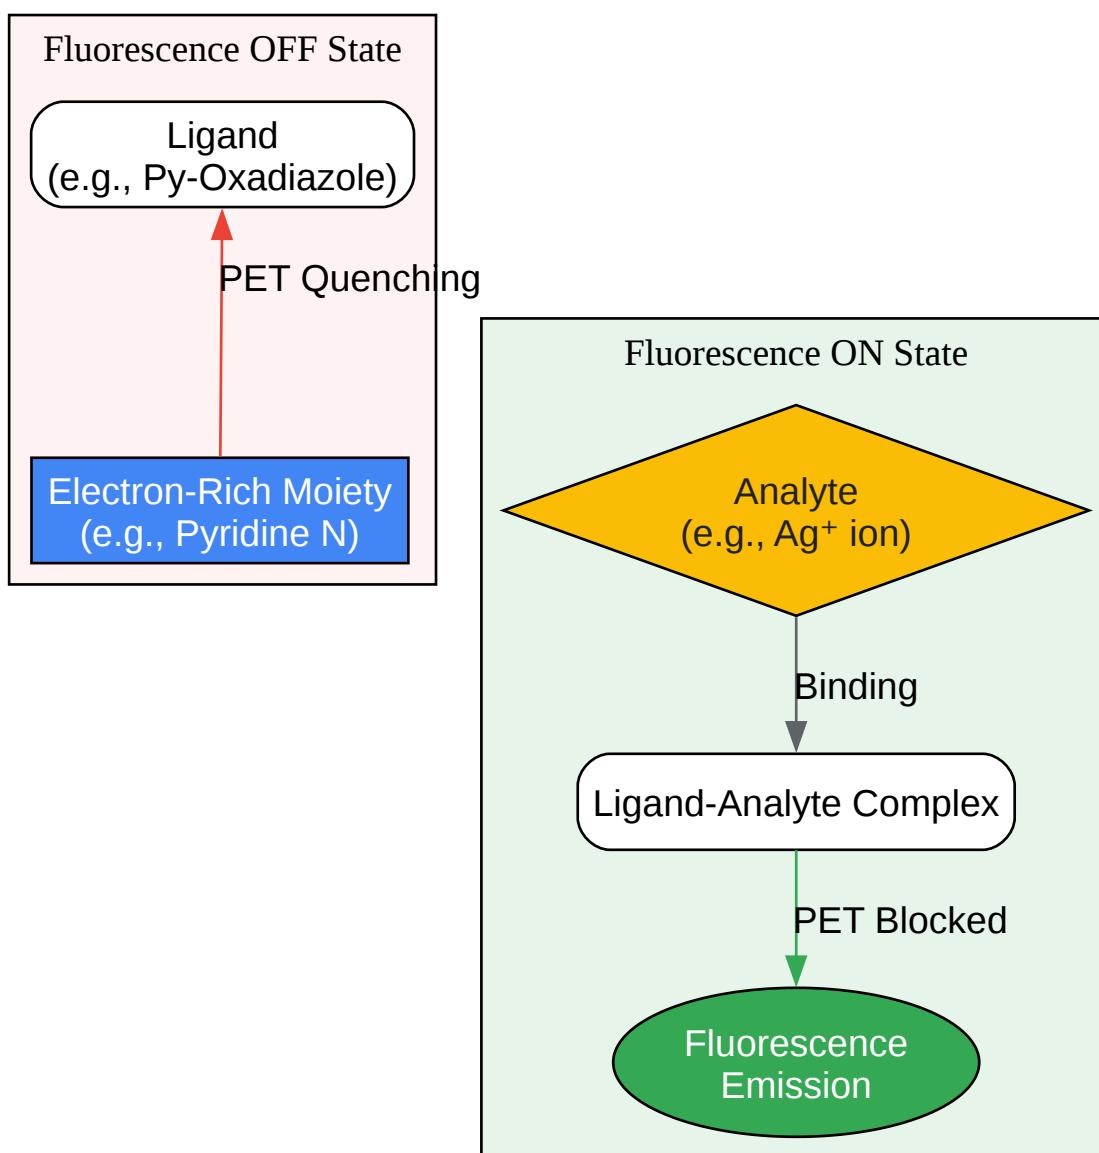 Fluorescence OFF State
Ligand
(e.g., Py-Oxadiazole)
PET Quenching
Electron-Rich Moiety
(e.g., Pyridine N)
Fluorescence ON State
Analyte
(e.g., Ag⁺ ion)
Binding
Ligand-Analyte Complex
PET Blocked
Fluorescence
Emission